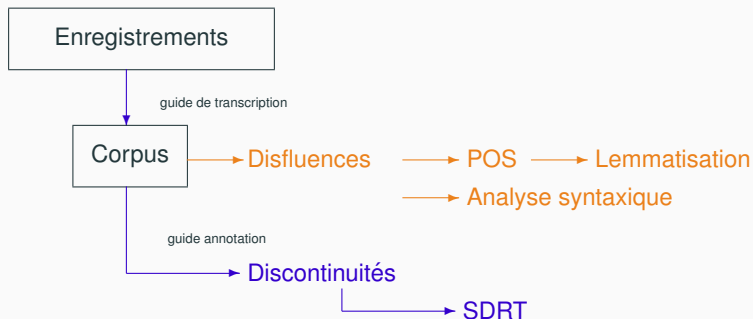 Enregistrements
guide de transcription
Corpus
Disfluences
POS
Lemmatisation
Analyse syntaxique
guide annotation
Discontinuités
SDRT